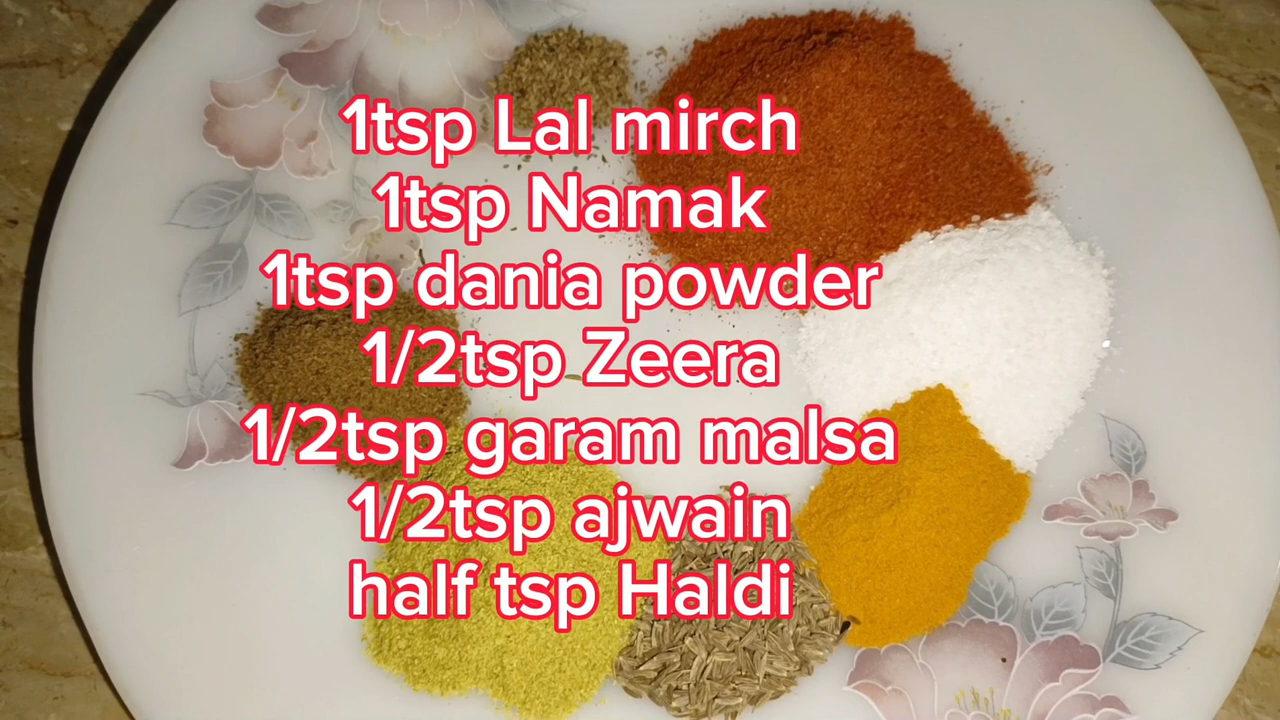 1tsp Lal mirch
1tsp Namak
1tsp dania powder
1/2tsp Zeera
1/2tsp garam malsa
1/2tsp ajwain
half tsp Haldi